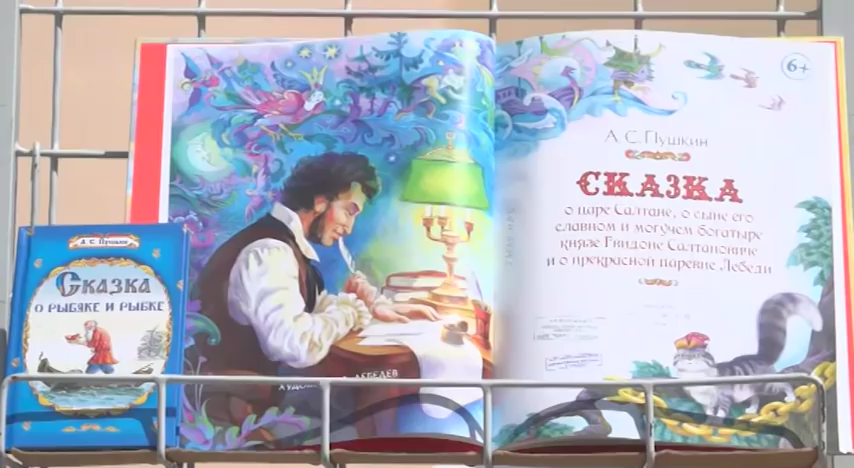 А. С. Пушкин
Сказка
О РЫБАКЕ И РЫБКЕ
ЛЕБЕДЕВ
6+
А. С. Пушкин
СКАЗКА
о царе Салтане, о сыне его
славном и могучем богатыре
князе Гвидоне Салтановиче
и о прекрасной царевне Лебеди